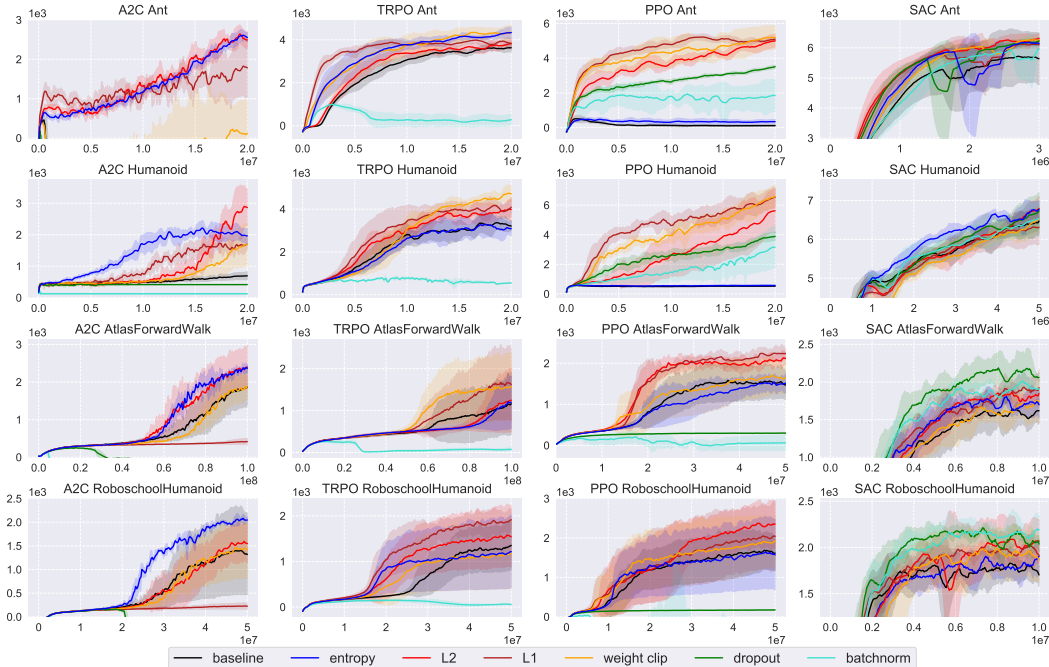 A2C Ant TRPO Ant PPO Ant SAC Ant
1e3 1e3 1e3 1e3
3 2 1 0
4 2 0
6 4 2 0
6 5 4 3
0.0 0.5 1.0 1.5 2.0 0.0 0.5 1.0 1.5 2.0 0.0 0.5 1.0 1.5 2.0 0 1 2 3
1e7 1e7 1e7 1e6
A2C Humanoid TRPO Humanoid PPO Humanoid SAC Humanoid
1e3 1e3 1e3 1e3
3 2 1 0
4 2 0
6 4 2 0
7 6 5
0.0 0.5 1.0 1.5 2.0 0.0 0.5 1.0 1.5 2.0 0.0 0.5 1.0 1.5 2.0 0 1 2 3 4 5
1e7 1e7 1e7 1e6
A2C AtlasForwardWalk TRPO AtlasForwardWalk PPO AtlasForwardWalk SAC AtlasForwardWalk
1e3 1e3 1e3 1e3
3 2 1 0
2 1 0
2 1 0
2.5 2.0 1.5 1.0
0.0 0.2 0.4 0.6 0.8 1.0 0.0 0.2 0.4 0.6 0.8 1.0 0 1 2 3 4 5 0.0 0.2 0.4 0.6 0.8 1.0
1e8 1e8 1e7 1e7
A2C RoboschoolHumanoid TRPO RoboschoolHumanoid PPO RoboschoolHumanoid SAC RoboschoolHumanoid
1e3 1e3 1e3 1e3
2.5 2.0 1.5 1.0 0.5 0.0
2 1 0
3 2 1 0
2.5 2.0 1.5
0 1 2 3 4 5 0 1 2 3 4 5 0 1 2 3 4 5 0.0 0.2 0.4 0.6 0.8 1.0
1e7 1e7 1e7 1e7
baseline entropy L2 L1 weight clip dropout batchnorm